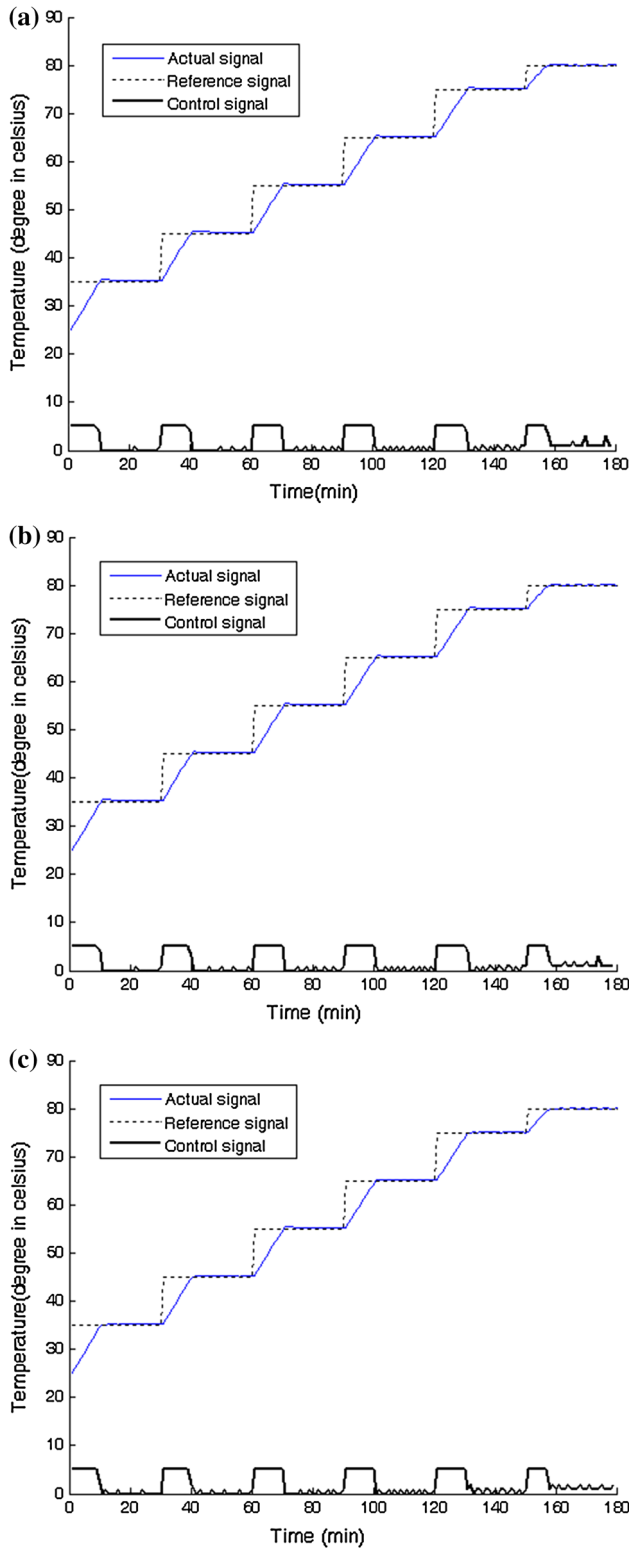 (a)
90
80
70
60
50
40
30
20
10
0
Temperature (degree in celsius)
Actual signal
Reference signal
Control signal
0 20 40 60 80 100 120 140 160 180
Time(min)
(b)
90
80
70
60
50
40
30
20
10
0
Temperature(degree in celsius)
Actual signal
Reference signal
Control signal
0 20 40 60 80 100 120 140 160 180
Time (min)
(c)
90
80
70
60
50
40
30
20
10
0
Temperature(degree in celsius)
Actual signal
Reference signal
Control signal
0 20 40 60 80 100 120 140 160 180
Time (min)